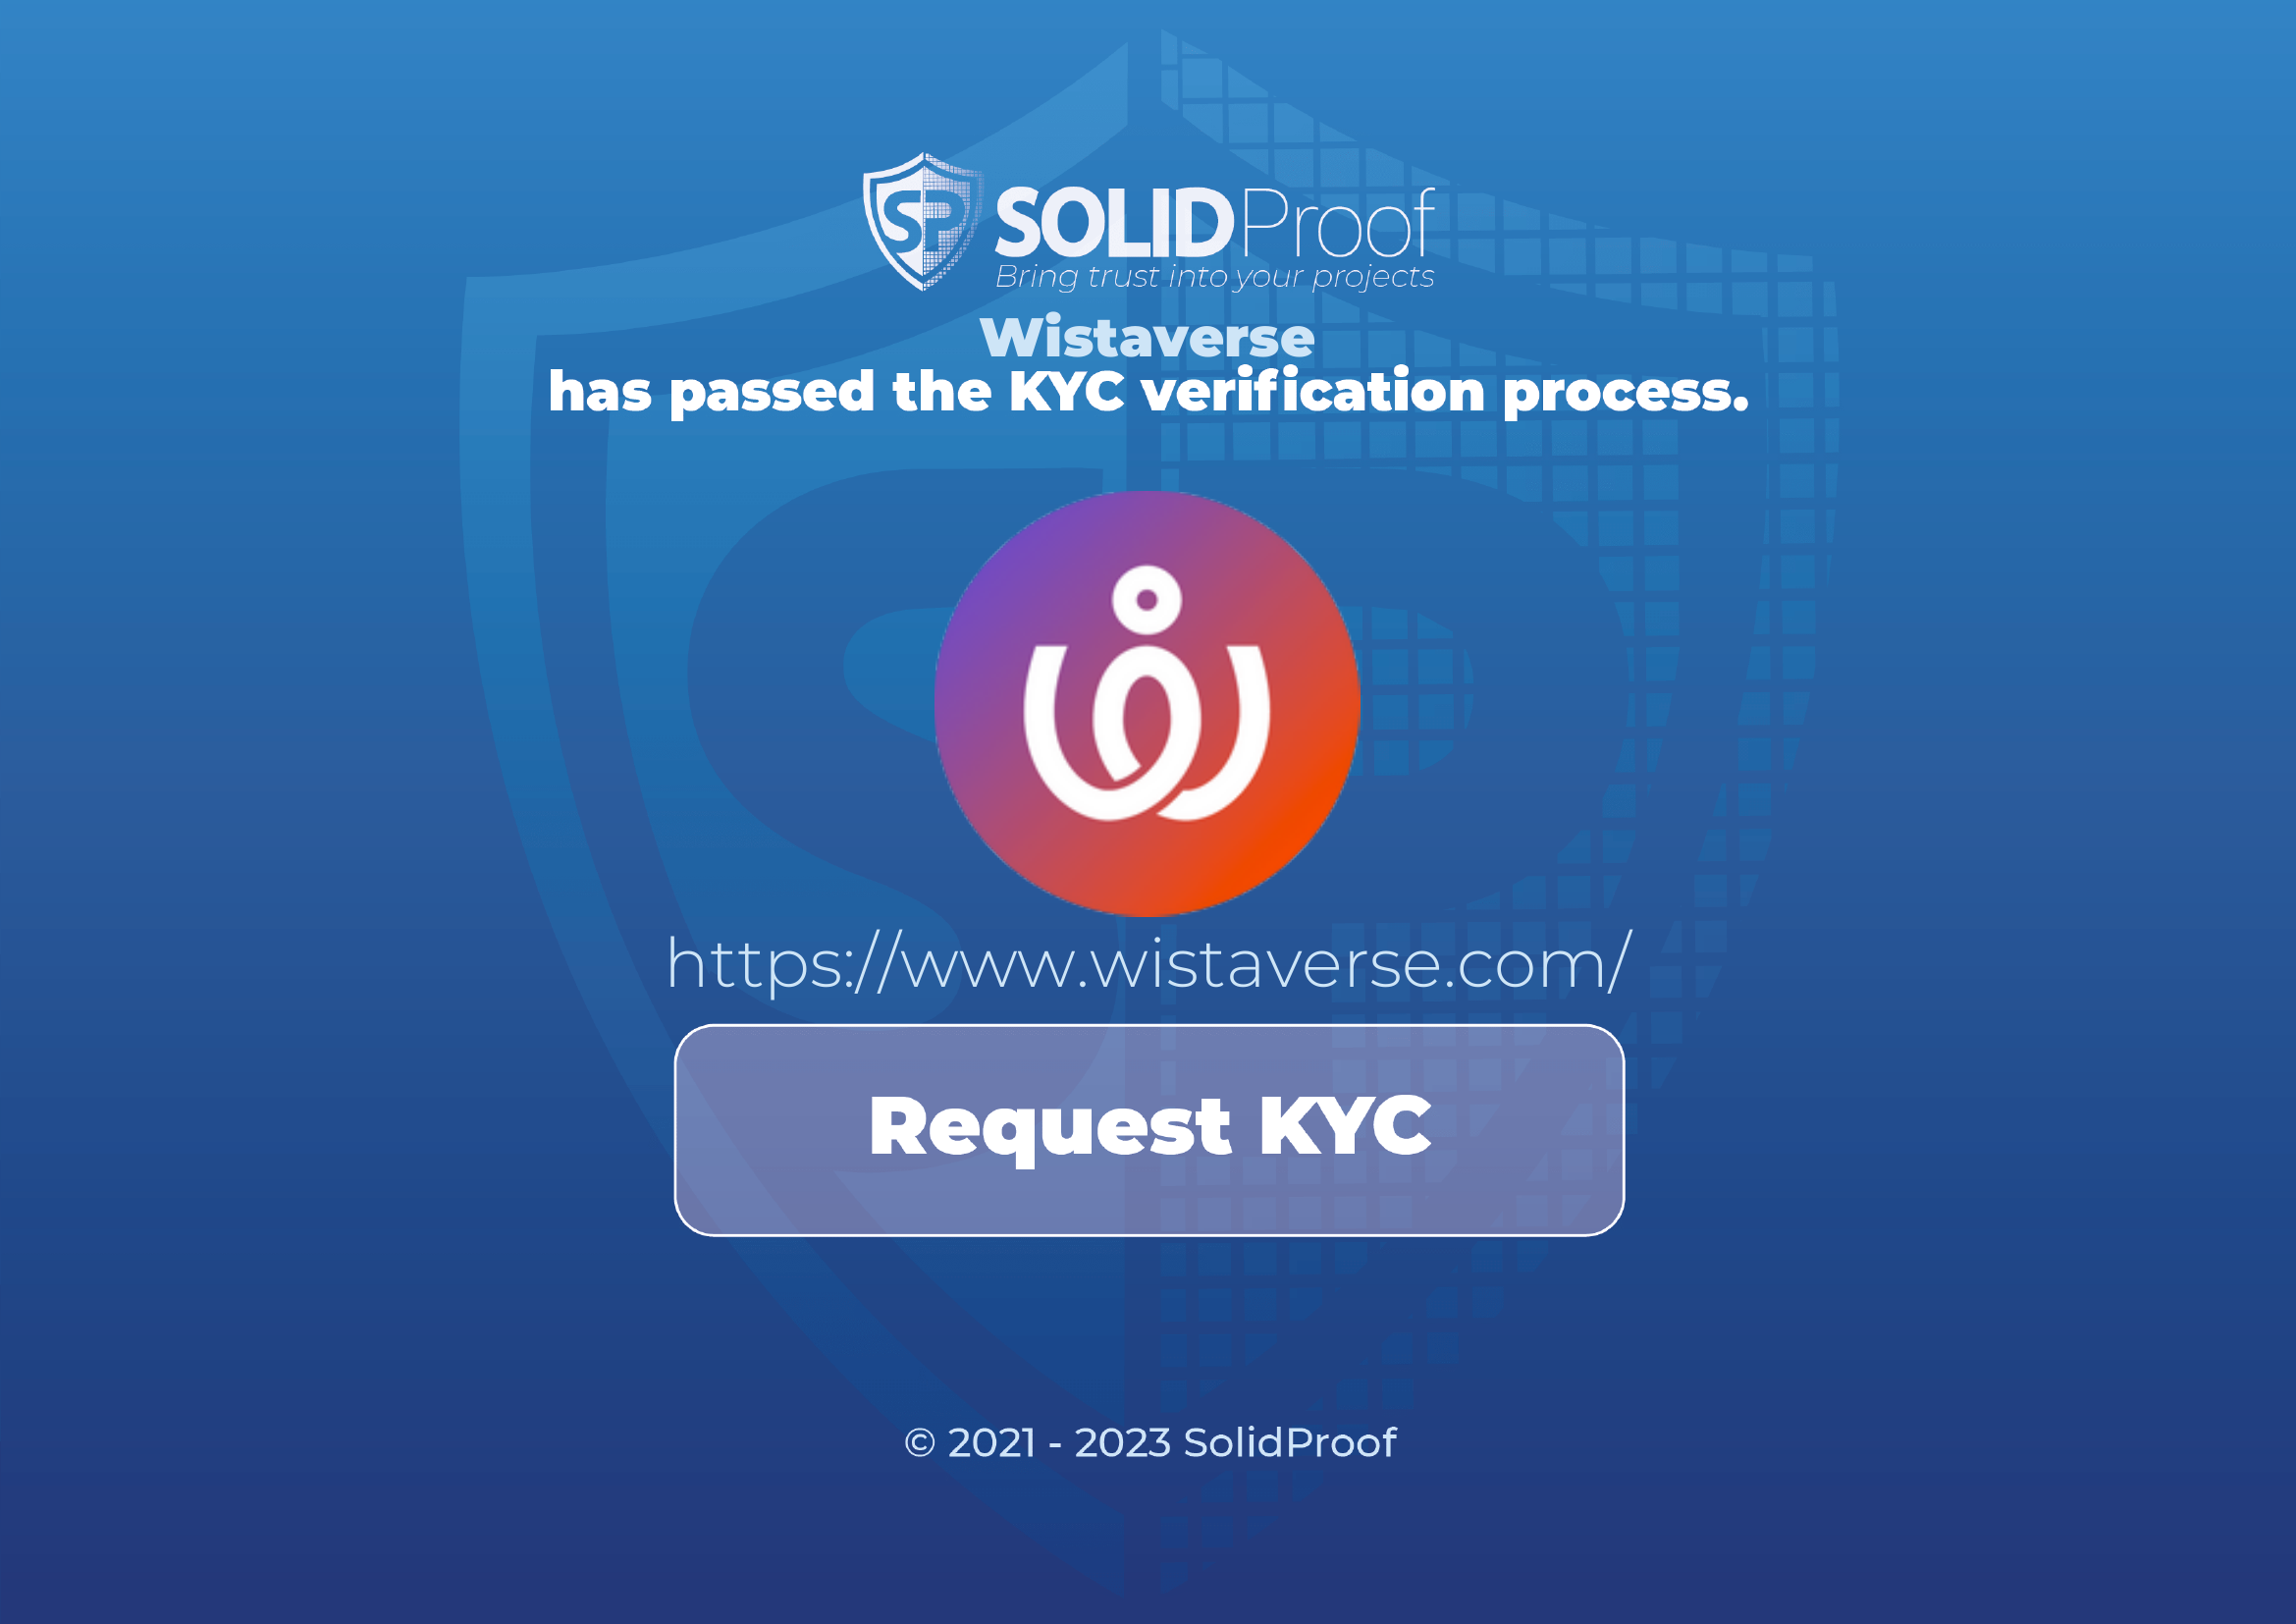 SP SOLIDProof
Bring trust into your projects
Wistaverse
has passed the KYC verification process.
https://www.wistaverse.com/
Request KYC
© 2021 - 2023 SolidProof